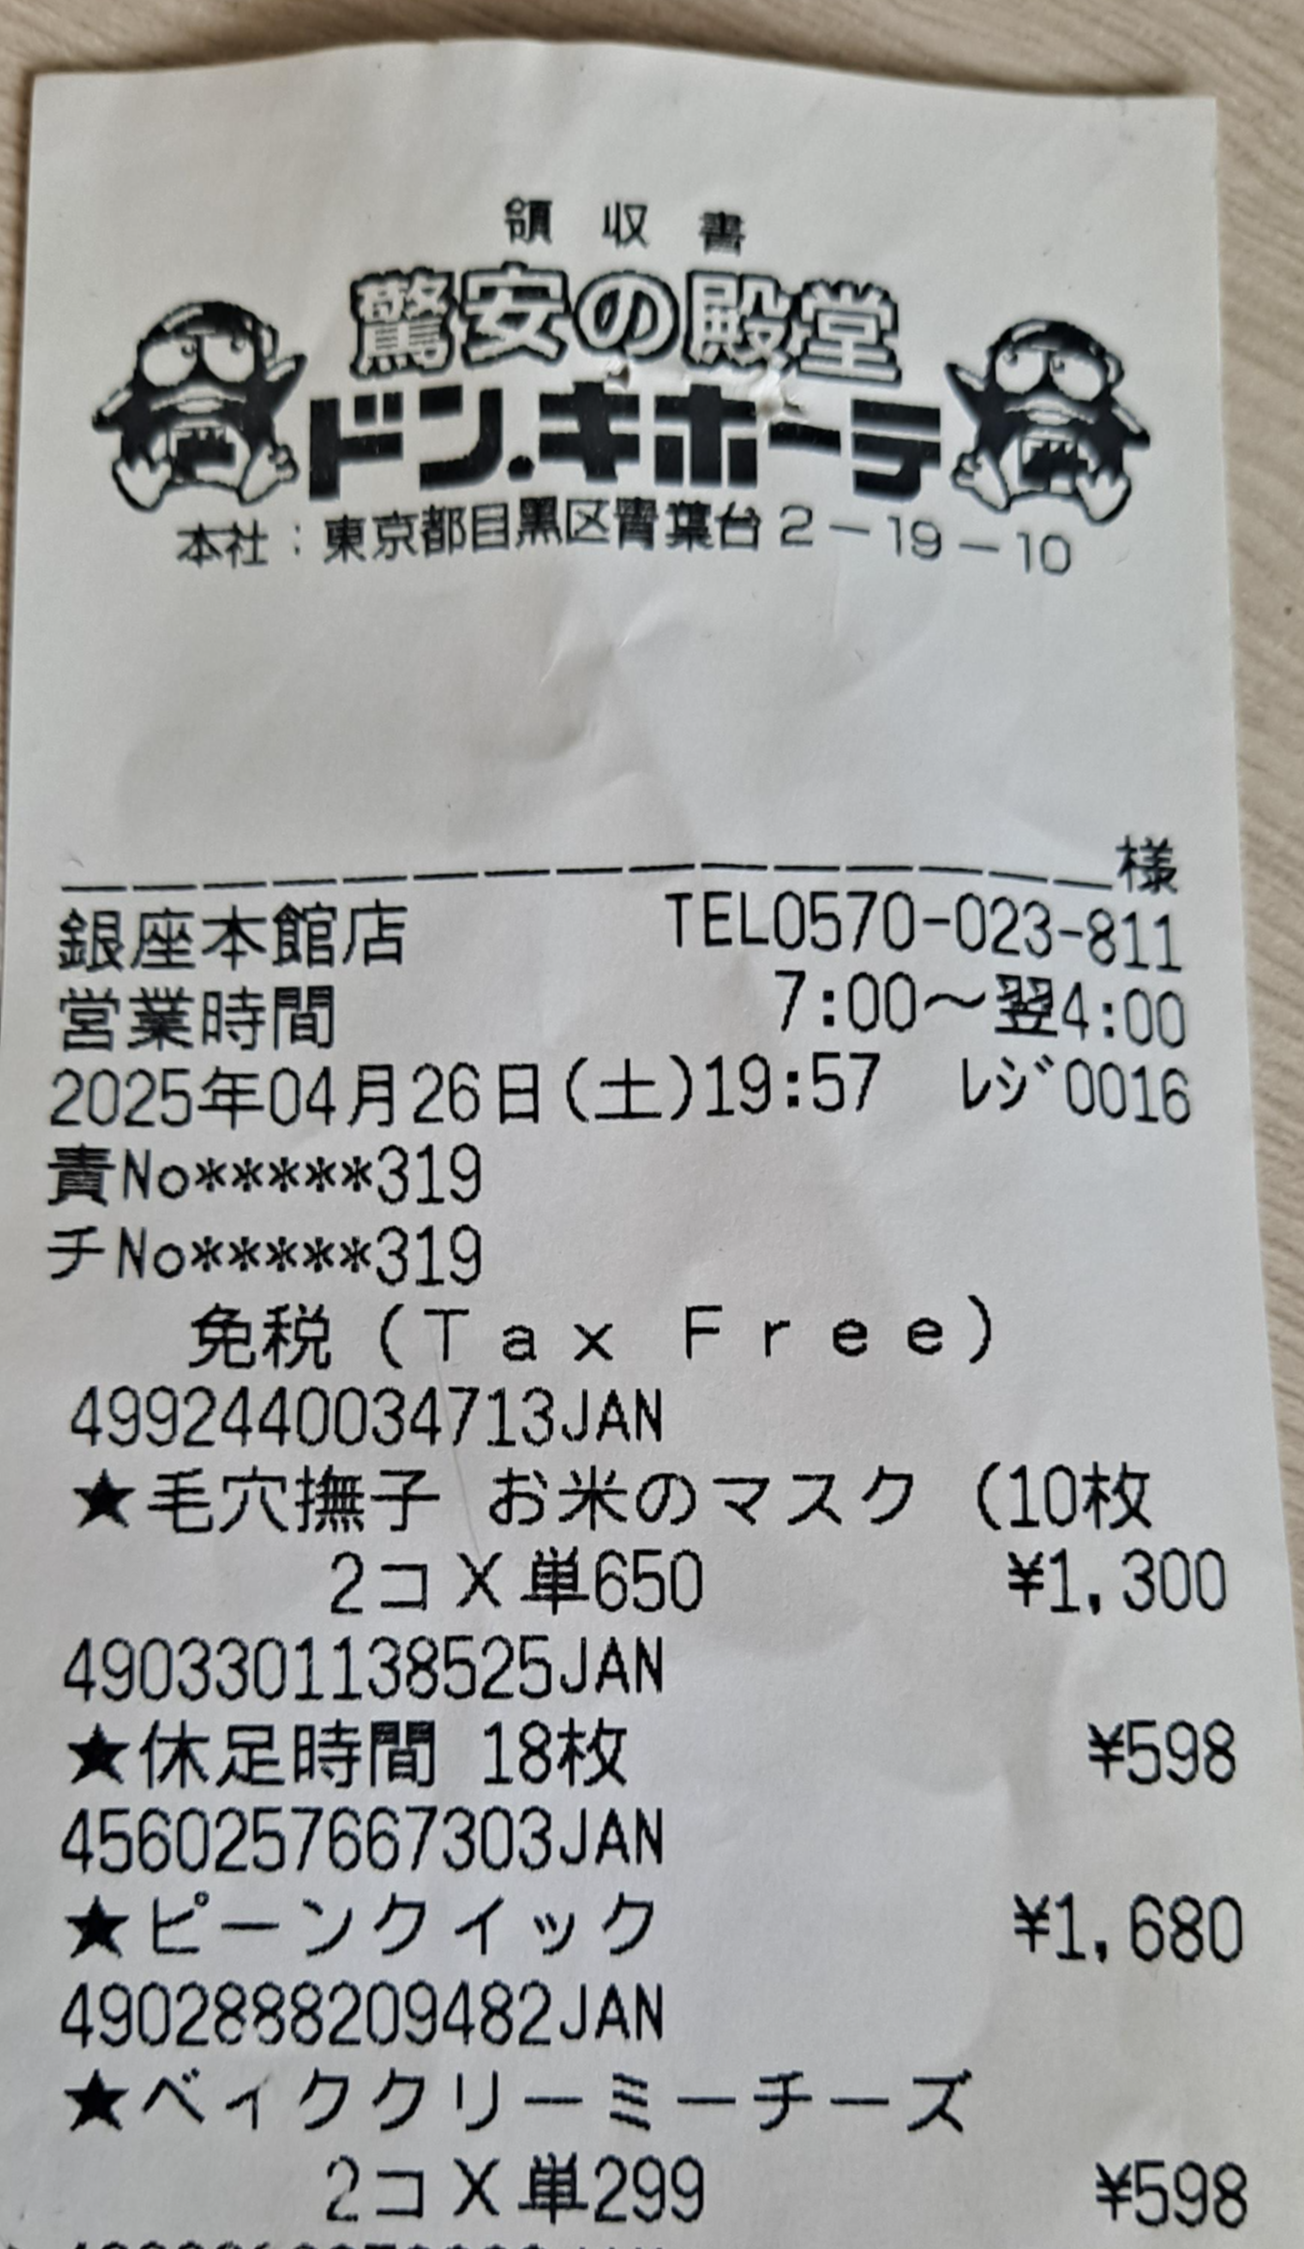 領収書
驚安の殿堂
ドン.キホーテ
本社：東京都目黒区青葉台2－19－10
様
銀座本館店 TEL0570-023-811
営業時間 7:00～翌4:00
2025年04月26日(土)19:57 ﾚｼﾞ0016
責No*****319
チNo*****319
免税(Tax Free)
4992440034713JAN
★毛穴撫子 お米のマスク (10枚
2コX単650 ¥1,300
4903301138525JAN
★休足時間 18枚 ¥598
4560257667303JAN
★ピーンクイック ¥1,680
4902888209482JAN
★ベイククリーミーチーズ
2コX単299 ¥598